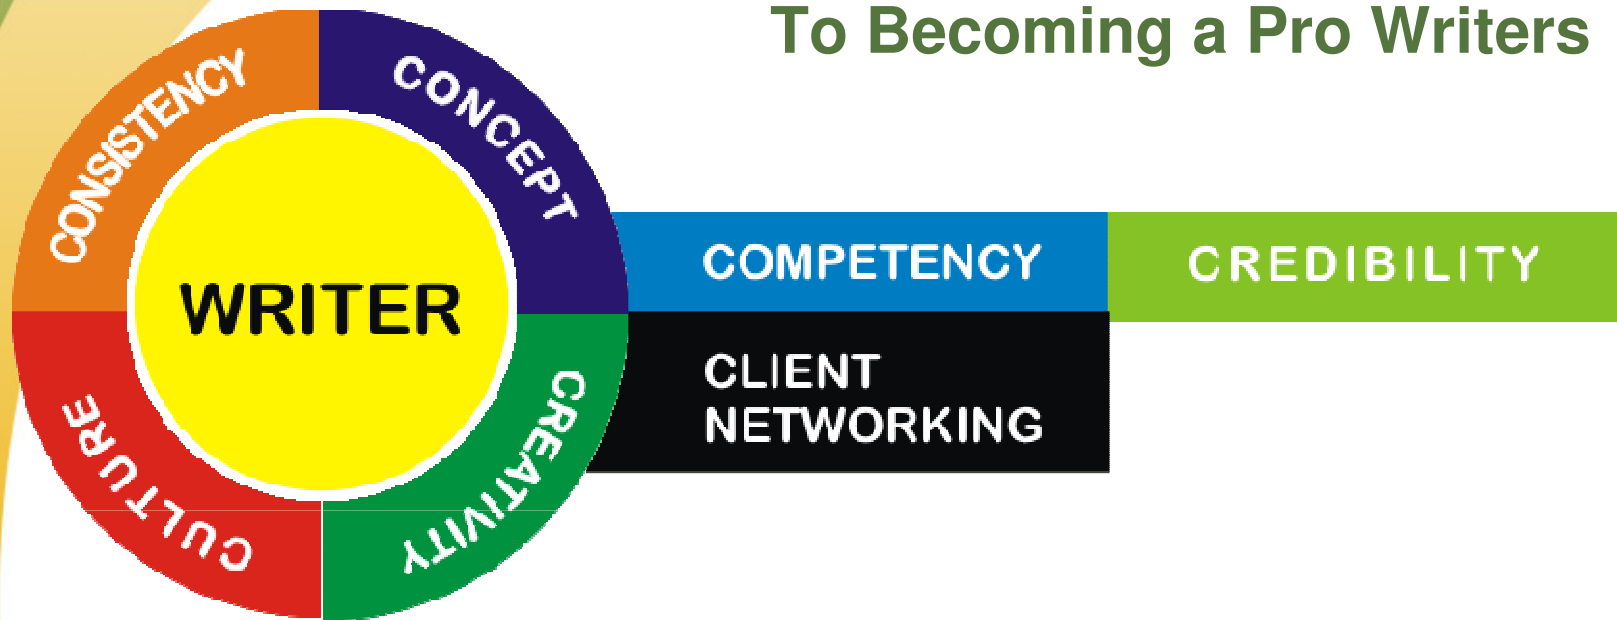 To Becoming a Pro Writers
CONSISTENCY
CONCEPT
WRITER
CULTURE
CREATIVITY
COMPETENCY
CREDIBILITY
CLIENT
NETWORKING